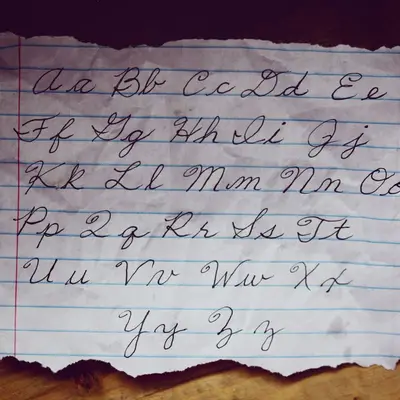 Aa Bb Cc Dd Ee
Ff Gg Hh Ii Jj
Kk Ll Mm Nn Oo
Pp Qq Rr Ss Tt
Uu Vv Ww Xx
Yy Zz